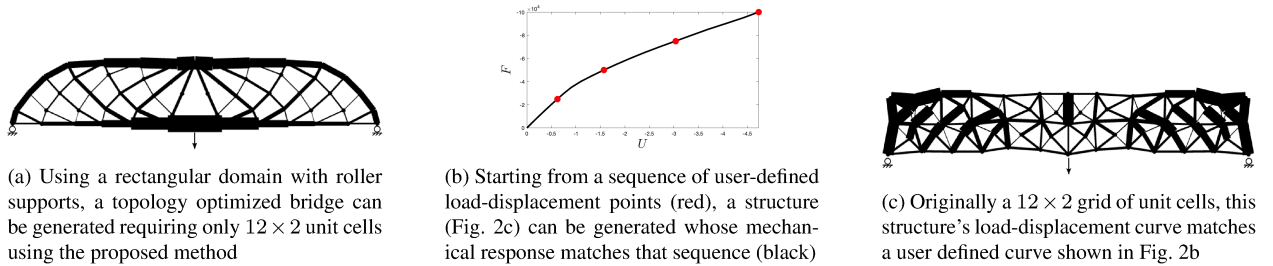 -10 ×10⁴
-8
-6
F
-4
-2
0
0 -0.5 -1 -1.5 -2 -2.5 -3 -3.5 -4 -4.5
U
(a) Using a rectangular domain with roller
supports, a topology optimized bridge can
be generated requiring only 12 × 2 unit cells
using the proposed method
(b) Starting from a sequence of user-defined
load-displacement points (red), a structure
(Fig. 2c) can be generated whose mechan-
ical response matches that sequence (black)
(c) Originally a 12 × 2 grid of unit cells, this
structure's load-displacement curve matches
a user defined curve shown in Fig. 2b